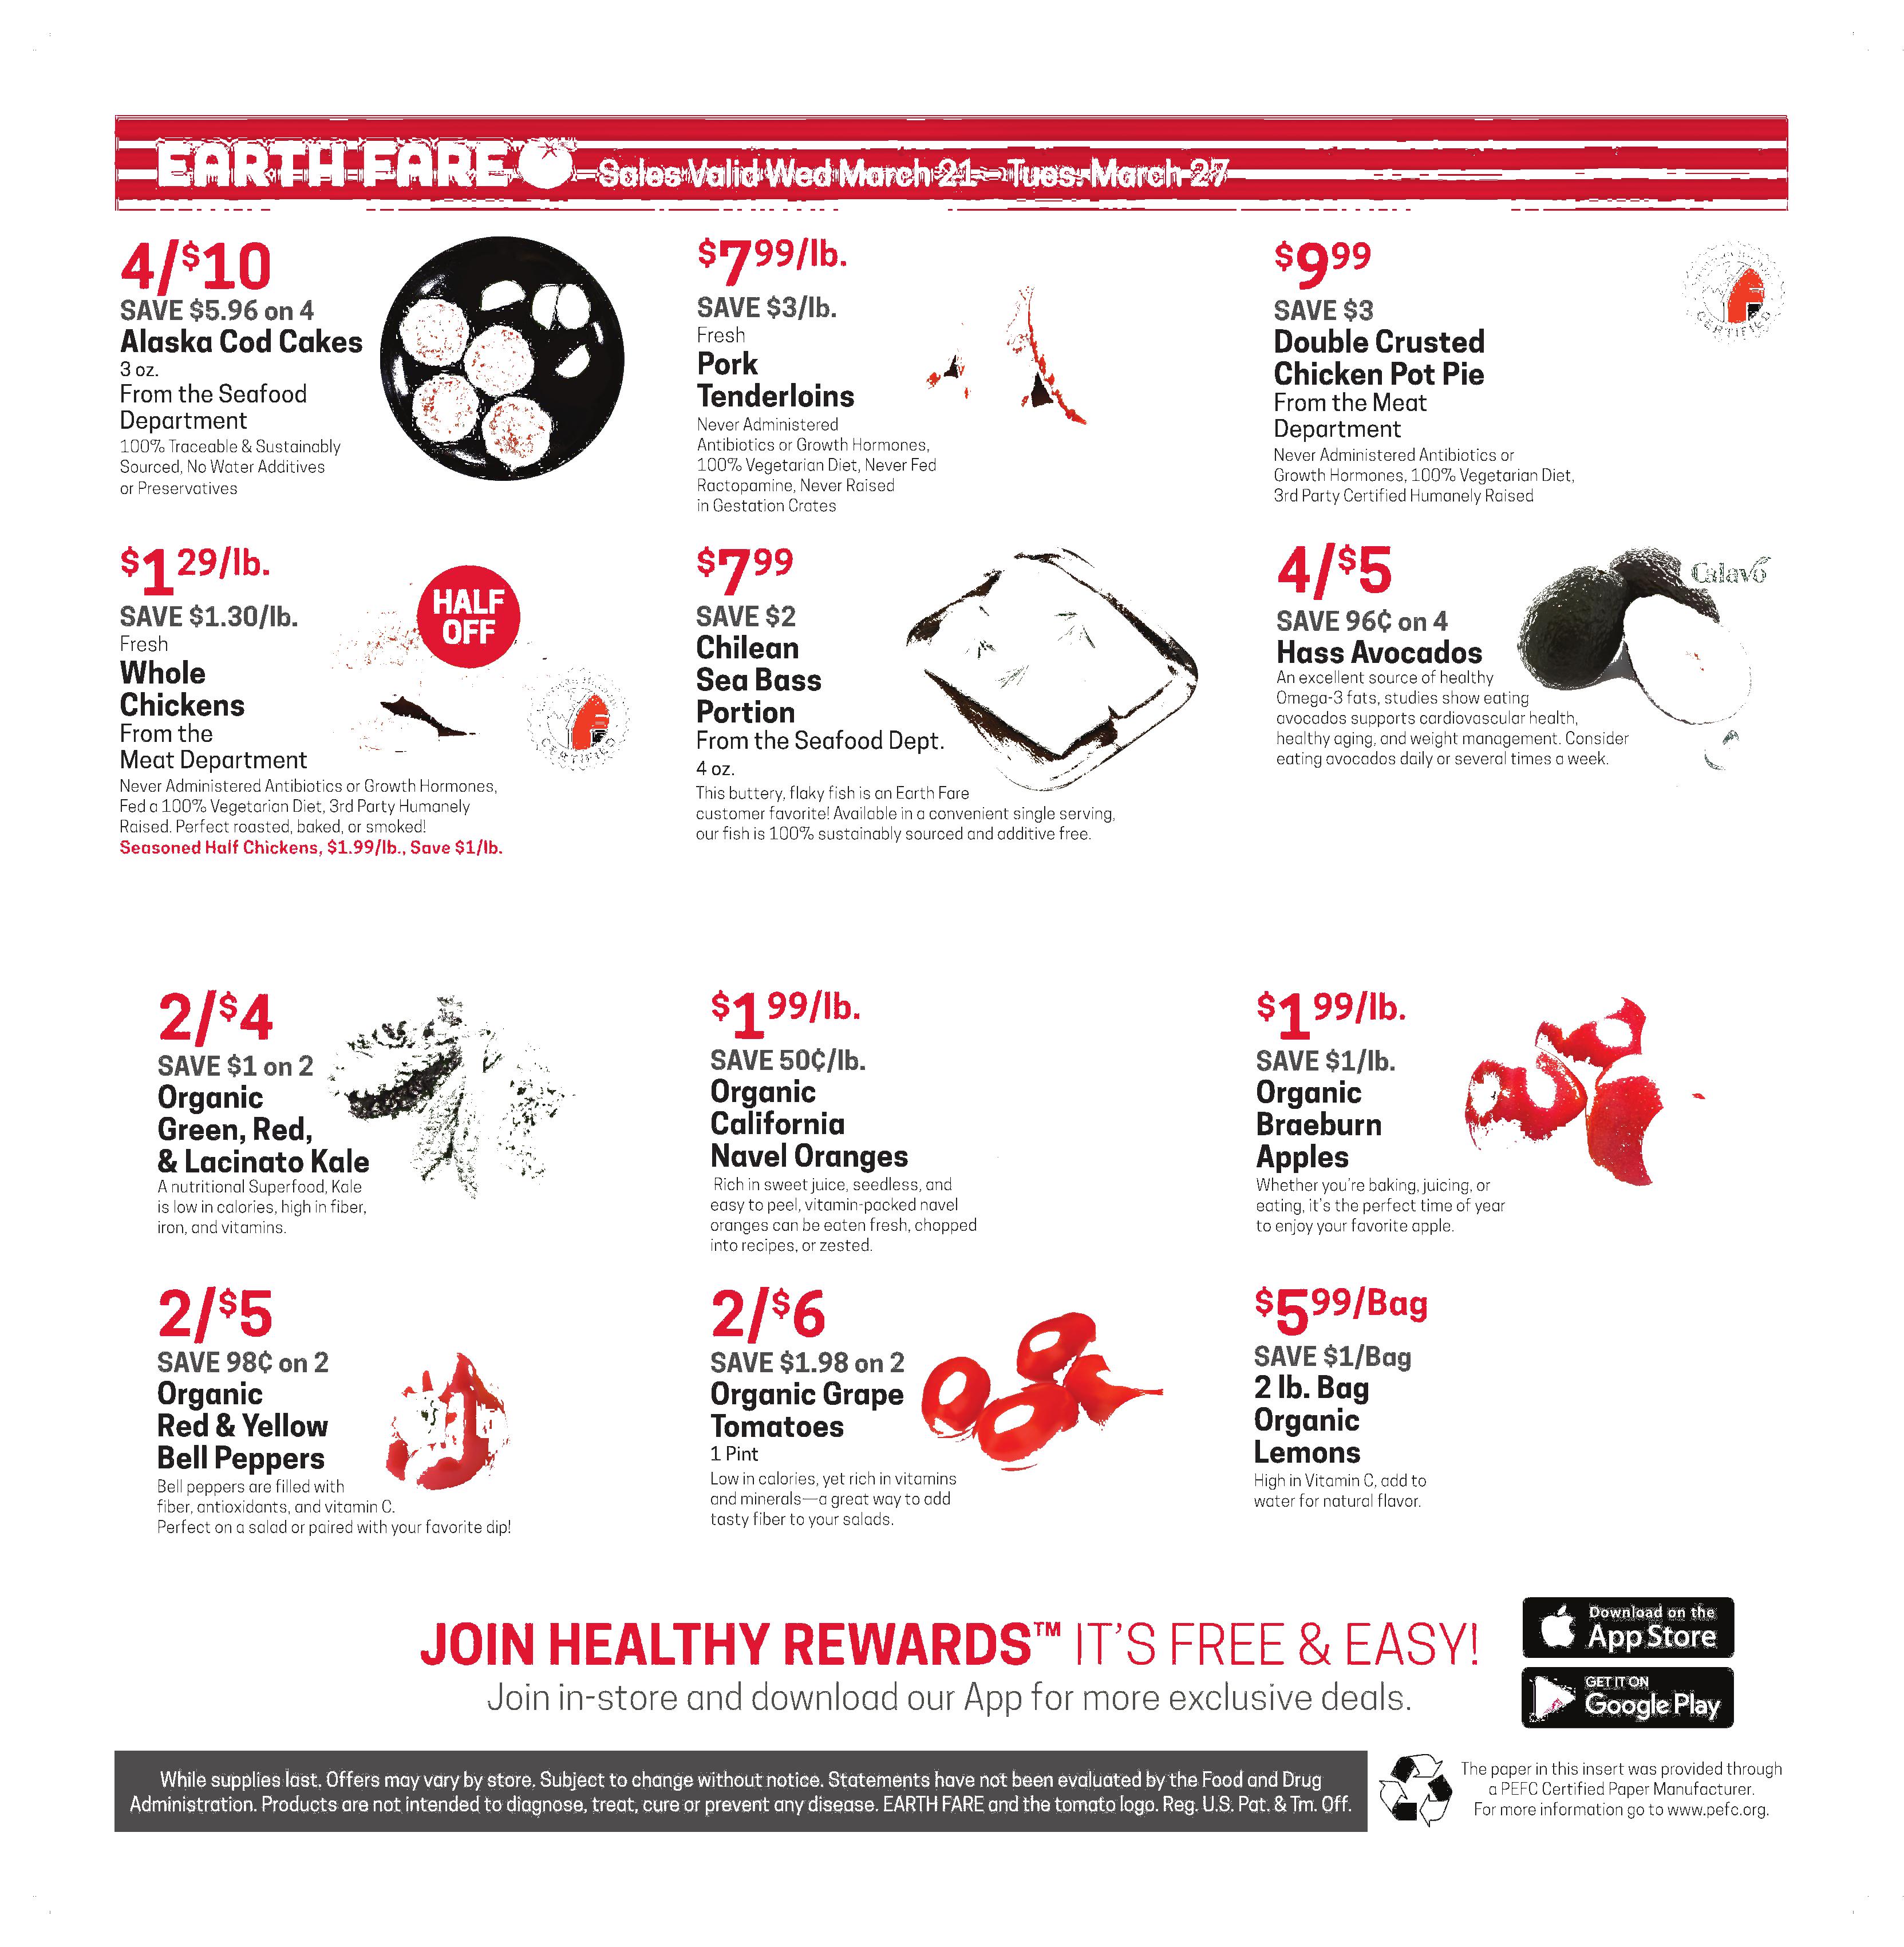 EARTH FARE Sales Valid Wed March 21 – Tues. March 27
4/$10
SAVE $5.96 on 4
Alaska Cod Cakes
3 oz.
From the Seafood
Department
100% Traceable & Sustainably
Sourced, No Water Additives
or Preservatives
$7 99/lb.
SAVE $3/lb.
Fresh
Pork
Tenderloins
Never Administered
Antibiotics or Growth Hormones,
100% Vegetarian Diet, Never Fed
Ractopamine, Never Raised
in Gestation Crates
$9 99
SAVE $3
Double Crusted
Chicken Pot Pie
From the Meat
Department
Never Administered Antibiotics or
Growth Hormones, 100% Vegetarian Diet,
3rd Party Certified Humanely Raised
CERTIFIED
$1 29/lb.
SAVE $1.30/lb.
Fresh
Whole
Chickens
From the
Meat Department
Never Administered Antibiotics or Growth Hormones,
Fed a 100% Vegetarian Diet, 3rd Party Humanely
Raised. Perfect roasted, baked, or smoked!
Seasoned Half Chickens, $1.99/lb., Save $1/lb.
HALF
OFF
CERTIFIED
$7 99
SAVE $2
Chilean
Sea Bass
Portion
From the Seafood Dept.
4 oz.
This buttery, flaky fish is an Earth Fare
customer favorite! Available in a convenient single serving,
our fish is 100% sustainably sourced and additive free.
4/$5
SAVE 96¢ on 4
Hass Avocados
An excellent source of healthy
Omega-3 fats, studies show eating
avocados supports cardiovascular health,
healthy aging, and weight management. Consider
eating avocados daily or several times a week.
Calavo
2/$4
SAVE $1 on 2
Organic
Green, Red,
& Lacinato Kale
A nutritional Superfood, Kale
is low in calories, high in fiber,
iron, and vitamins.
$1 99/lb.
SAVE 50¢/lb.
Organic
California
Navel Oranges
Rich in sweet juice, seedless, and
easy to peel, vitamin-packed navel
oranges can be eaten fresh, chopped
into recipes, or zested.
$1 99/lb.
SAVE $1/lb.
Organic
Braeburn
Apples
Whether you're baking, juicing, or
eating, it's the perfect time of year
to enjoy your favorite apple.
2/$5
SAVE 98¢ on 2
Organic
Red & Yellow
Bell Peppers
Bell peppers are filled with
fiber, antioxidants, and vitamin C.
Perfect on a salad or paired with your favorite dip!
2/$6
SAVE $1.98 on 2
Organic Grape
Tomatoes
1 Pint
Low in calories, yet rich in vitamins
and minerals—a great way to add
tasty fiber to your salads.
$5 99/Bag
SAVE $1/Bag
2 lb. Bag
Organic
Lemons
High in Vitamin C, add to
water for natural flavor.
JOIN HEALTHY REWARDS™ IT'S FREE & EASY!
Join in-store and download our App for more exclusive deals.
Download on the
App Store
GET IT ON
Google Play
While supplies last. Offers may vary by store. Subject to change without notice. Statements have not been evaluated by the Food and Drug
Administration. Products are not intended to diagnose, treat, cure or prevent any disease. EARTH FARE and the tomato logo. Reg. U.S. Pat. & Tm. Off.
The paper in this insert was provided through
a PEFC Certified Paper Manufacturer.
For more information go to www.pefc.org.